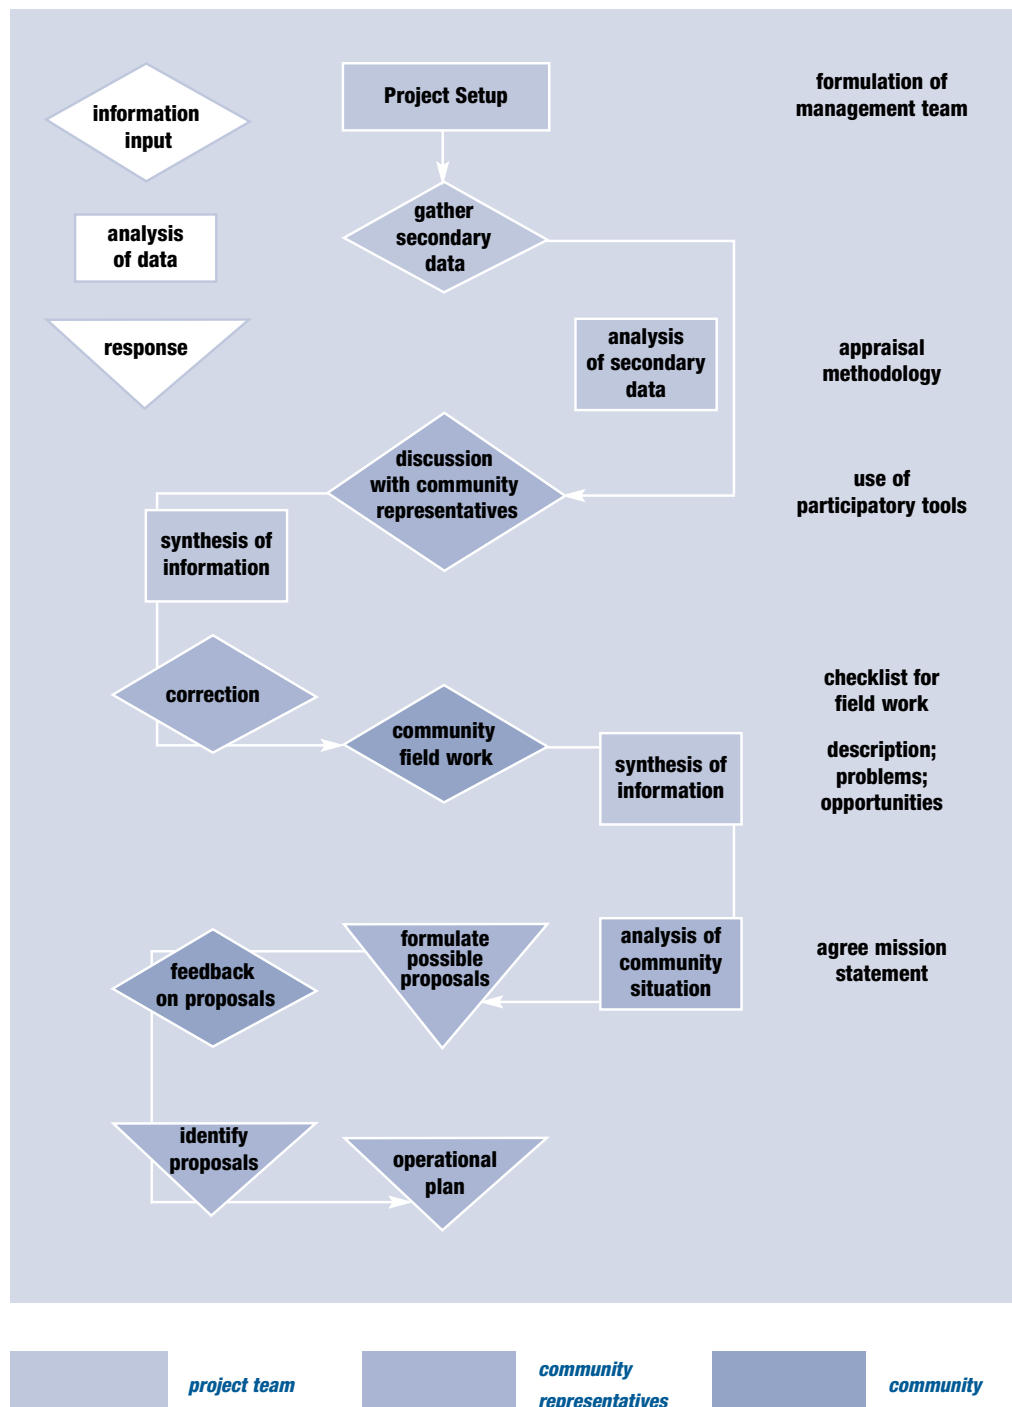 information
input
Project Setup
formulation of
management team
analysis
of data
gather
secondary
data
response
analysis
of secondary
data
appraisal
methodology
discussion
with community
representatives
use of
participatory tools
synthesis of
information
correction
community
field work
checklist for
field work
synthesis of
information
description;
problems;
opportunities
feedback
on proposals
formulate
possible
proposals
analysis of
community
situation
agree mission
statement
identify
proposals
operational
plan
project team
community
representatives
community